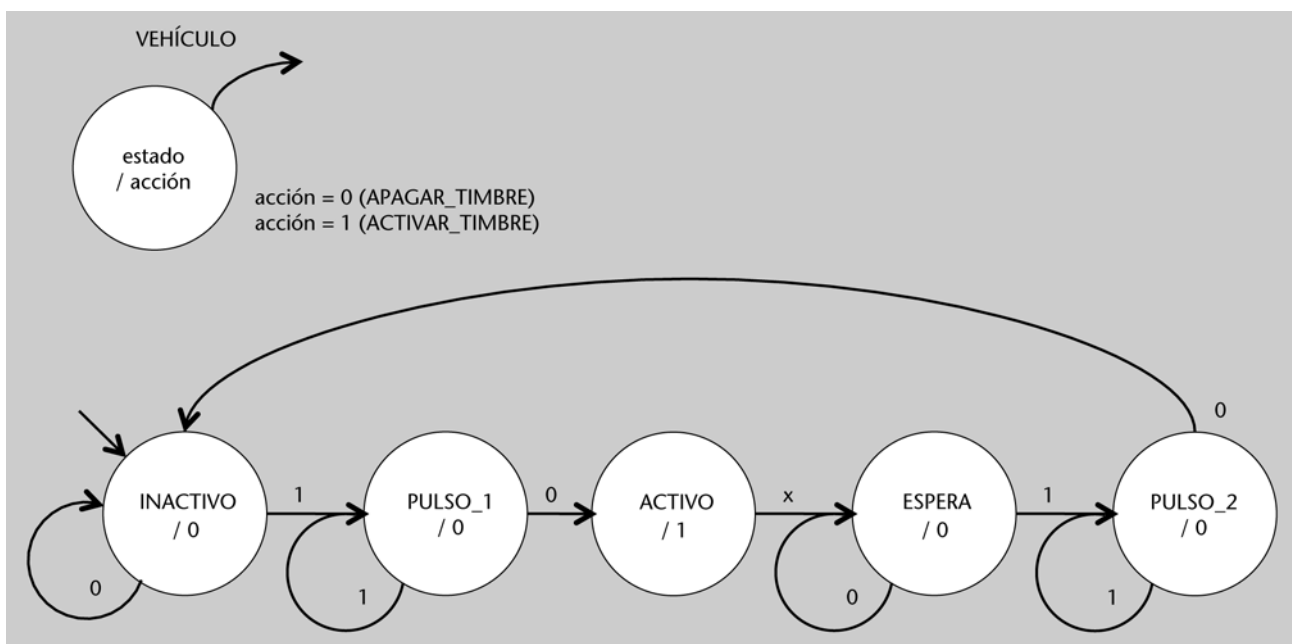 VEHÍCULO
estado
/ acción
acción = 0 (APAGAR_TIMBRE)
acción = 1 (ACTIVAR_TIMBRE)
0
INACTIVO
/ 0
1
PULSO_1
/ 0
0
ACTIVO
/ 1
x
ESPERA
/ 0
1
PULSO_2
/ 0
0
1
0
1